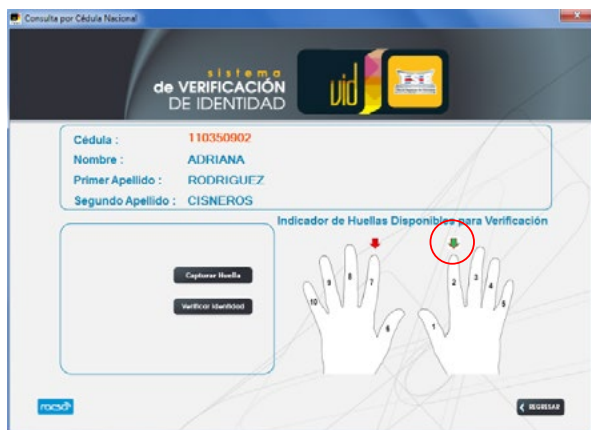 Consulta por Cédula Nacional
sistema
de VERIFICACIÓN
DE IDENTIDAD
vid
Cédula : 110350902
Nombre : ADRIANA
Primer Apellido : RODRIGUEZ
Segundo Apellido : CISNEROS
Indicador de Huellas Disponibles para Verificación
Capturar Huella
Verificar Identidad
10 9 8 7 6
1 2 3 4 5
racsa
REGRESAR